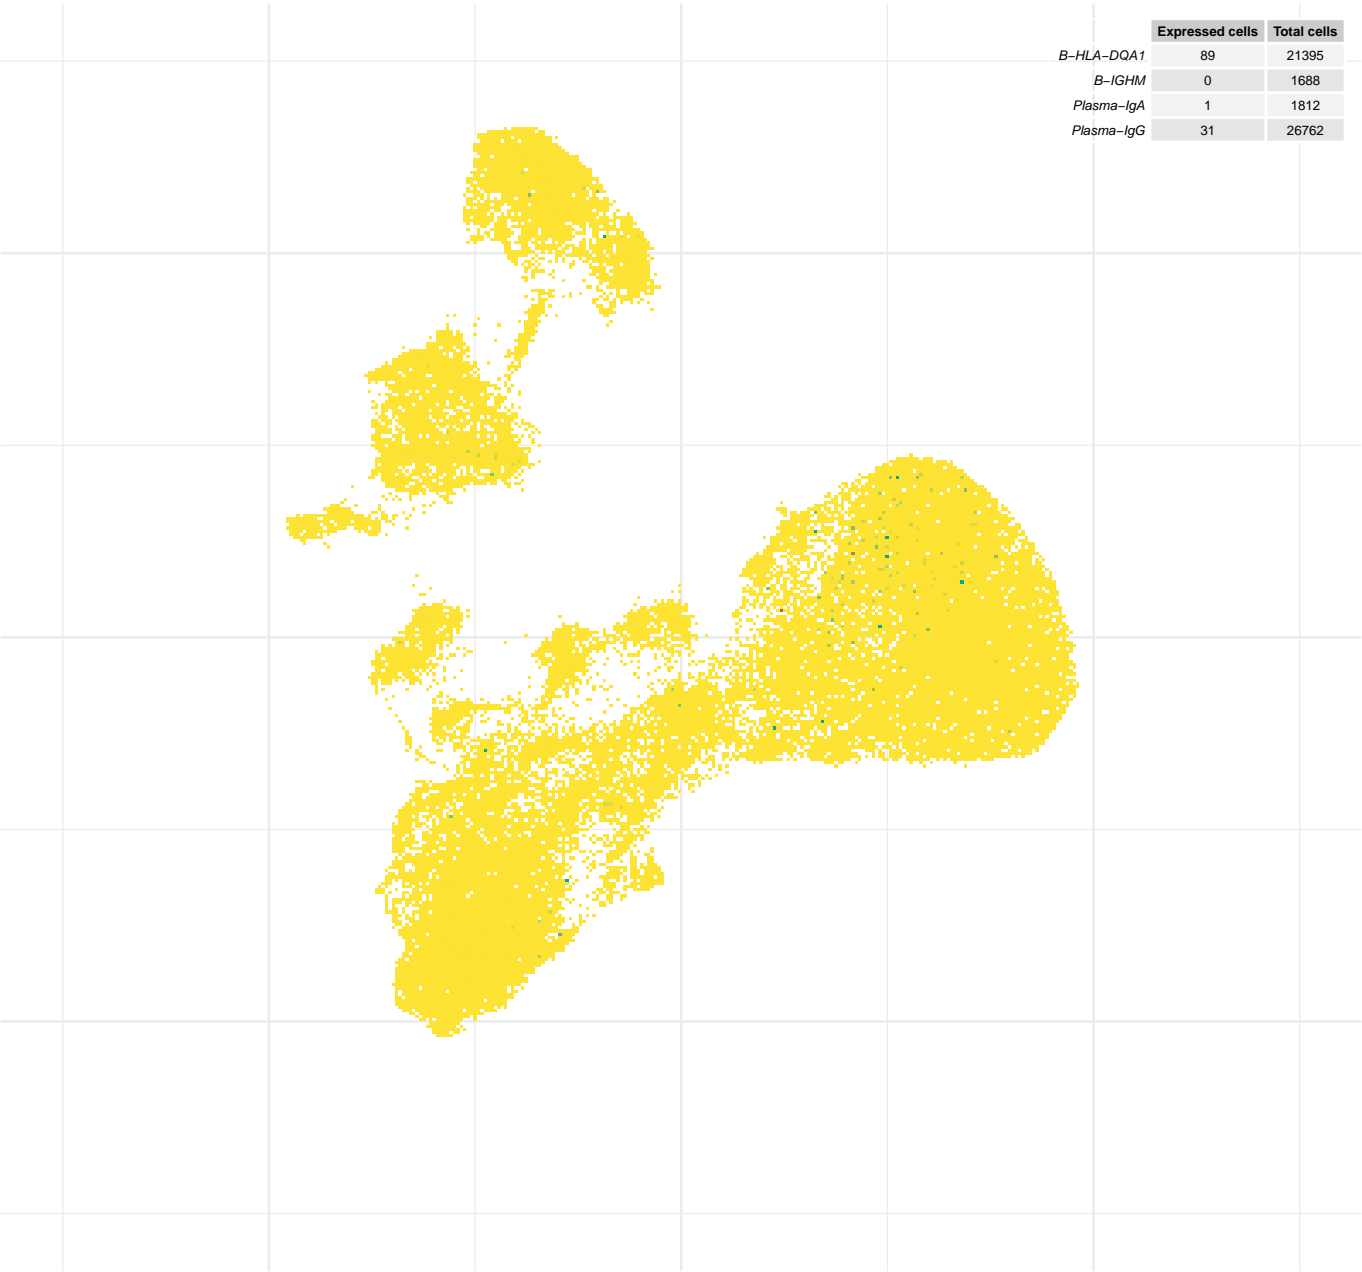 Expressed cells Total cells
B−HLA−DQA1 89 21395
B−IGHM 0 1688
Plasma−IgA 1 1812
Plasma−IgG 31 26762